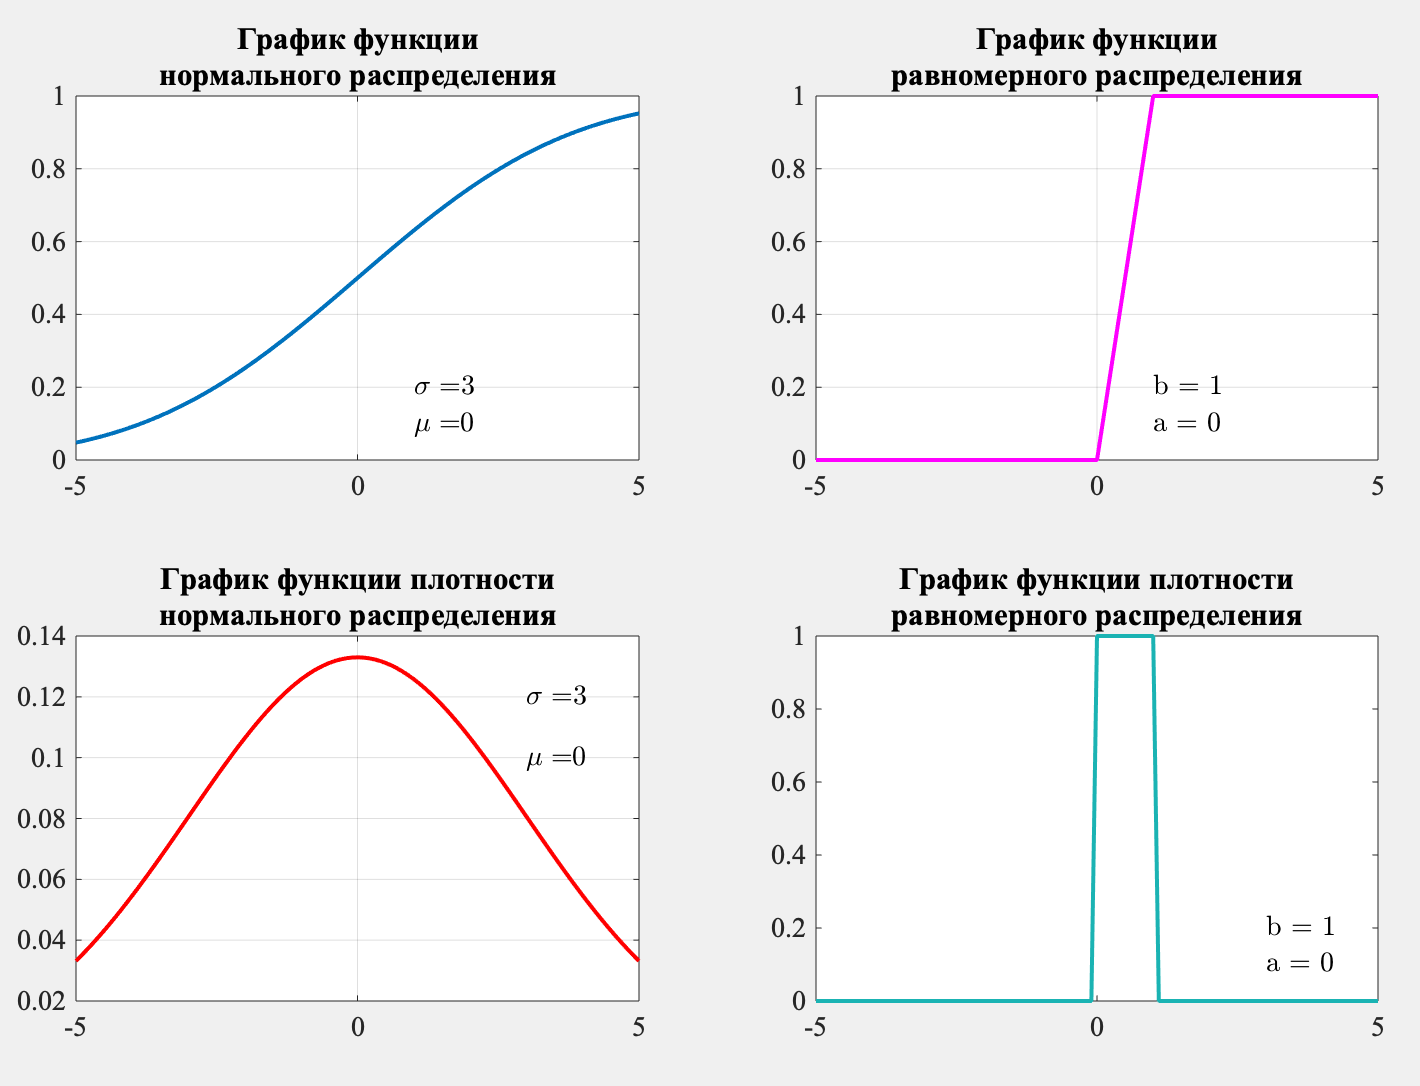 График функции
нормального распределения
1
0.8
0.6
0.4
0.2
0
-5
0
5
σ =3
μ =0
График функции
равномерного распределения
1
0.8
0.6
0.4
0.2
0
-5
0
5
b = 1
a = 0
График функции плотности
нормального распределения
0.14
0.12
0.1
0.08
0.06
0.04
0.02
-5
0
5
σ =3
μ =0
График функции плотности
равномерного распределения
1
0.8
0.6
0.4
0.2
0
-5
0
5
b = 1
a = 0